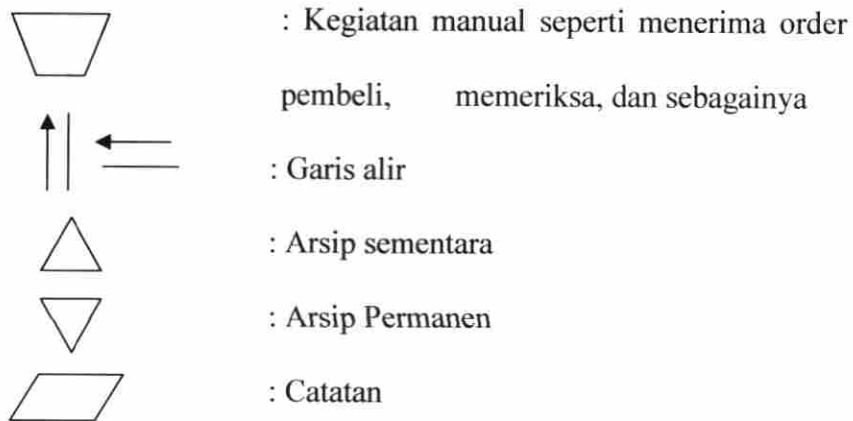 : Kegiatan manual seperti menerima order
pembeli, memeriksa, dan sebagainya
: Garis alir
: Arsip sementara
: Arsip Permanen
: Catatan